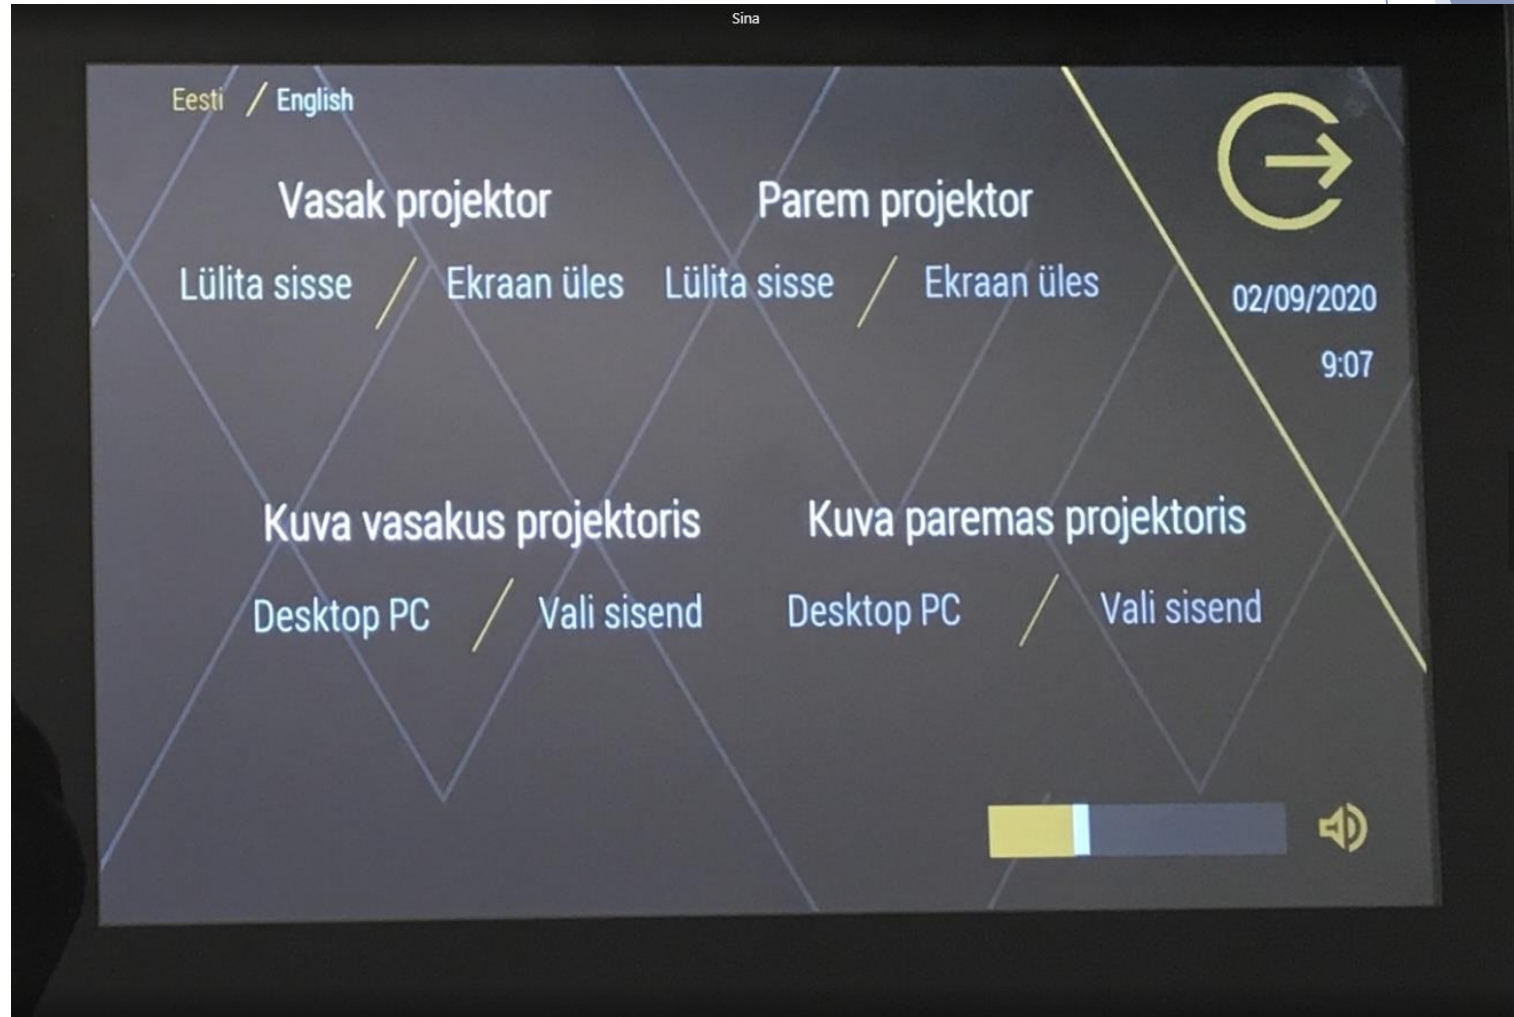 Sina
Eesti / English
Vasak projektor
Parem projektor
Lülita sisse / Ekraan üles
Lülita sisse / Ekraan üles
02/09/2020
9:07
Kuva vasakus projektoris
Kuva paremas projektoris
Desktop PC / Vali sisend
Desktop PC / Vali sisend